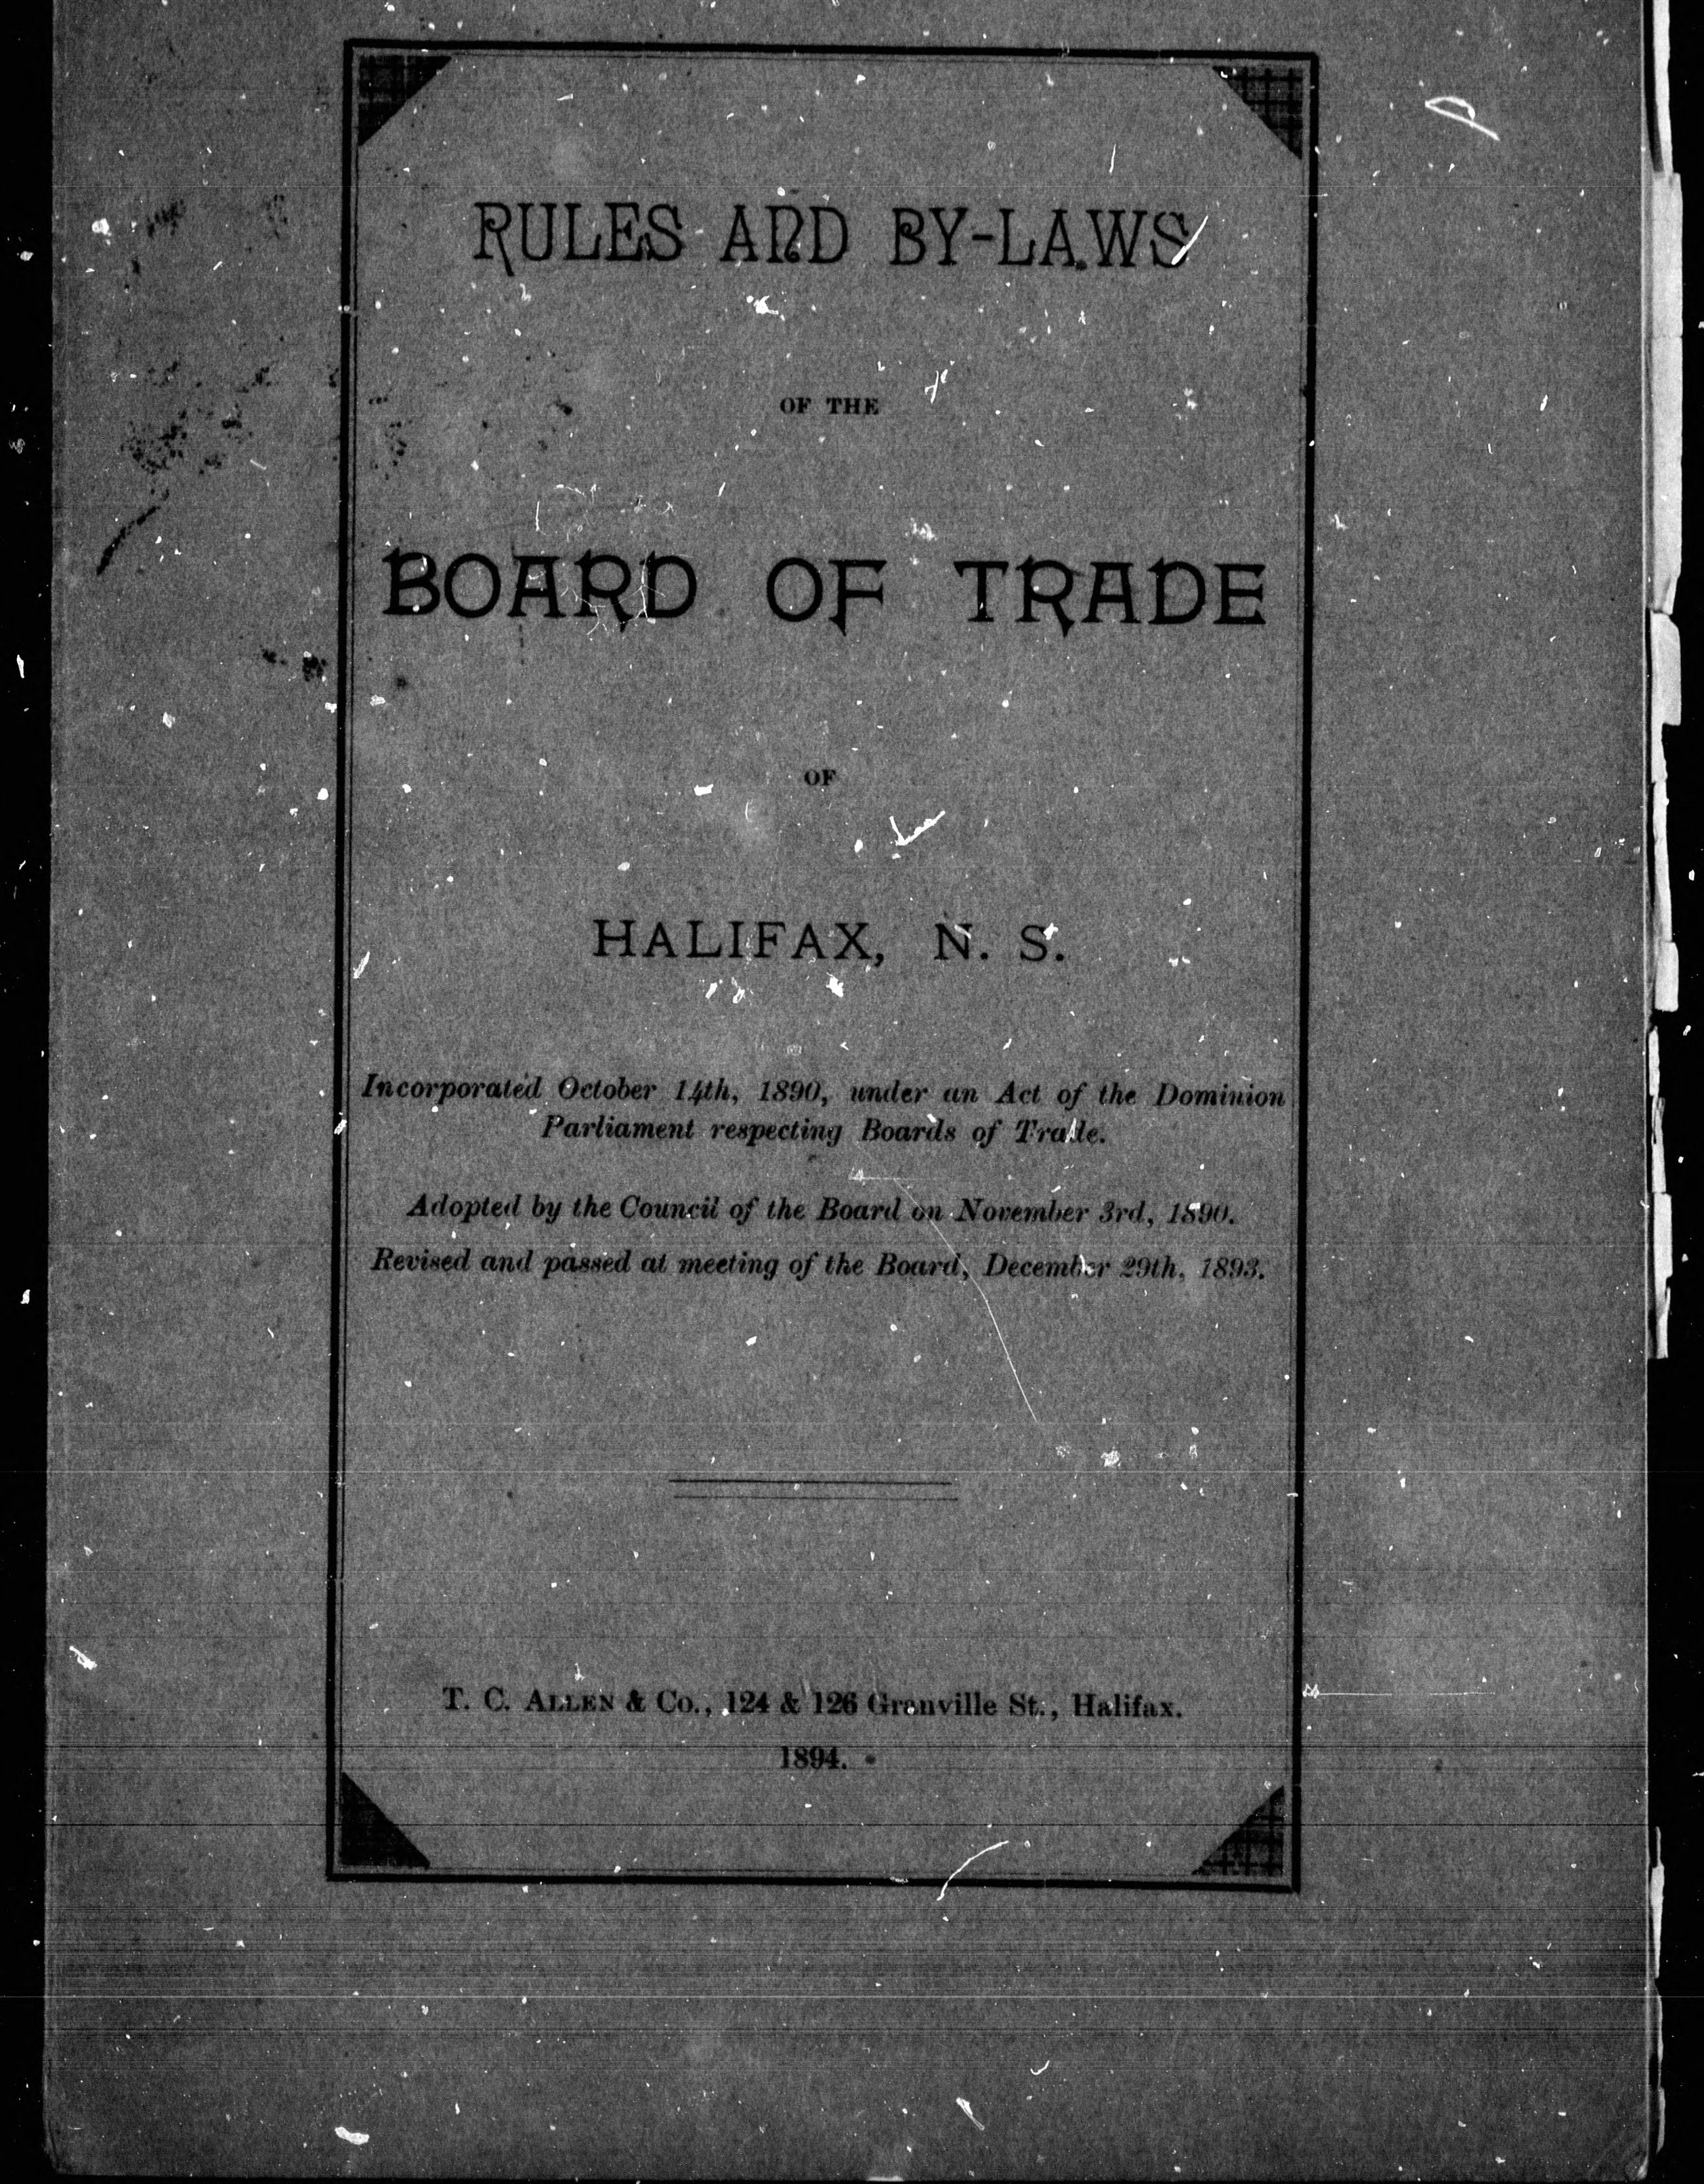 RULES AND BY-LAWS
OF THE
BOARD OF TRADE
OF
HALIFAX, N. S.
Incorporated October 14th, 1890, under an Act of the Dominion
Parliament respecting Boards of Trade.
Adopted by the Council of the Board on November 3rd, 1890.
Revised and passed at meeting of the Board, December 29th, 1893.
T. C. ALLEN & Co., 124 & 126 Granville St., Halifax.
1894.